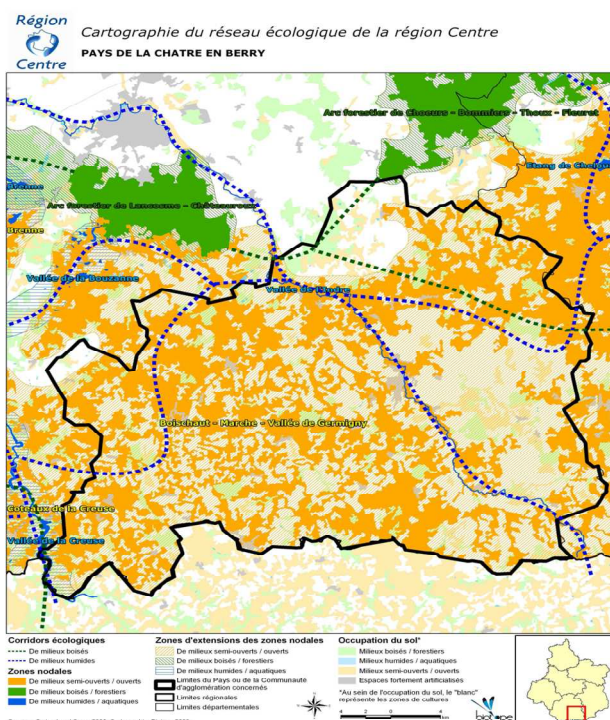 Région
Centre
Cartographie du réseau écologique de la région Centre
PAYS DE LA CHATRE EN BERRY
Arc forestier de Choeurs - Bommiers - Thoux - Fleuret
Etang de
Brenne
Arc forestier de Lancosme - Châteauroux
Brenne
Vallée de la Bouzanne
Vallée de l'Indre
Boischaut - Marche - Vallée de Germigny
Coteaux de la Creuse
Vallée de la Creuse
Corridors écologiques
De milieux boisés
De milieux humides
Zones nodales
De milieux semi-ouverts / ouverts
De milieux boisés / forestiers
De milieux humides / aquatiques
Zones d'extensions des zones nodales
De milieux semi-ouverts / ouverts
De milieux boisés / forestiers
De milieux humides / aquatiques
Limites du Pays ou de la Communauté
d'agglomération concernés
Limites régionales
Limites départementales
Occupation du sol*
Milieux boisés / forestiers
Milieux humides / aquatiques
Milieux semi-ouverts / ouverts
Espaces fortement artificialisés
*Au sein de l'occupation du sol, le "blanc"
représente les zones de cultures
4 2 0 4
km
biotope